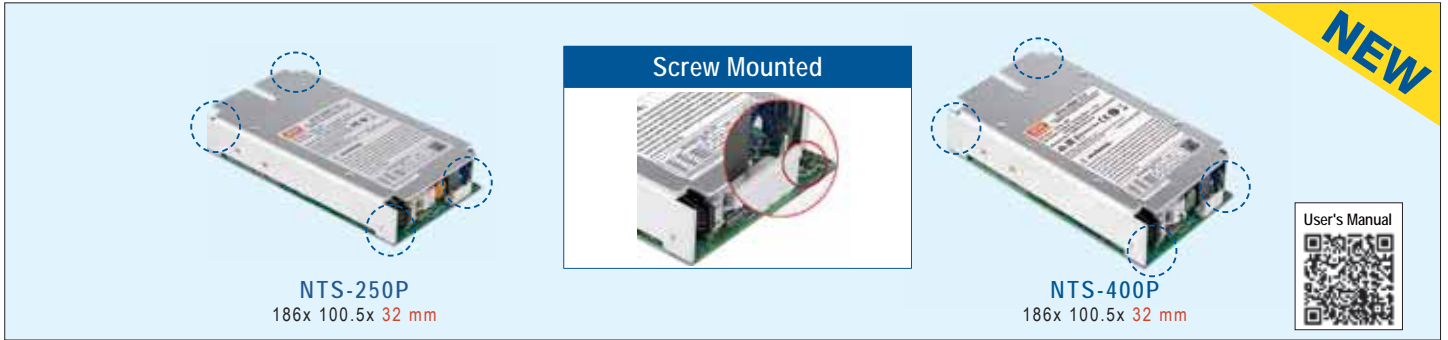 NEW
Screw Mounted
NTS-250P
186x 100.5x 32 mm
NTS-400P
186x 100.5x 32 mm
User's Manual